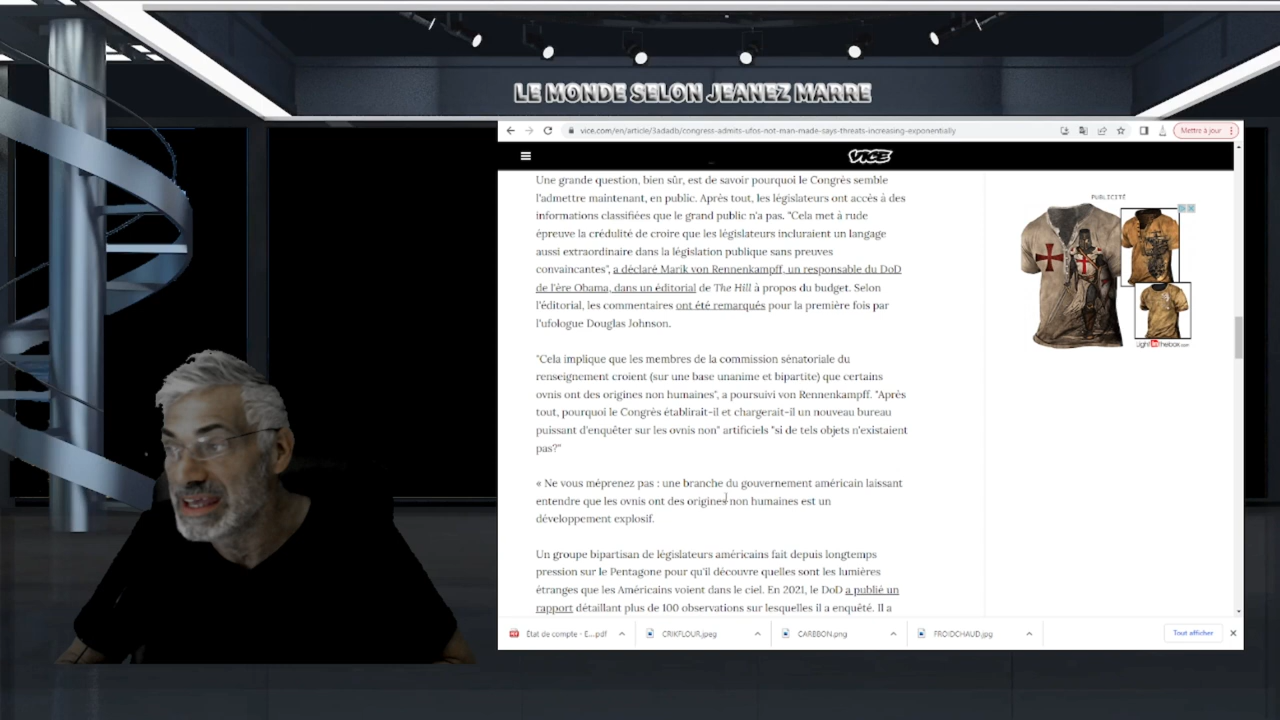 LE MONDE SELON JEANEZ MARRE
vice.com/en/article/3adadb/congress-admits-ufos-not-man-made-says-threats-increasing-exponentially
Mettre à jour
VICE
Une grande question, bien sûr, est de savoir pourquoi le Congrès semble
l'admettre maintenant, en public. Après tout, les législateurs ont accès à des
informations classifiées que le grand public n'a pas. "Cela met à rude
épreuve la crédulité de croire que les législateurs incluraient un langage
aussi extraordinaire dans la législation publique sans preuves
convaincantes", a déclaré Marik von Rennenkampff, un responsable du DoD
de l'ère Obama, dans un éditorial de The Hill à propos du budget. Selon
l'éditorial, les commentaires ont été remarqués pour la première fois par
l'ufologue Douglas Johnson.
"Cela implique que les membres de la commission sénatoriale du
renseignement croient (sur une base unanime et bipartite) que certains
ovnis ont des origines non humaines", a poursuivi von Rennenkampff. "Après
tout, pourquoi le Congrès établirait-il et chargerait-il un nouveau bureau
puissant d'enquêter sur les ovnis non" artificiels "si de tels objets n'existaient
pas?"
« Ne vous méprenez pas : une branche du gouvernement américain laissant
entendre que les ovnis ont des origines non humaines est un
développement explosif.
Un groupe bipartisan de législateurs américains fait depuis longtemps
pression sur le Pentagone pour qu'il découvre quelles sont les lumières
étranges que les Américains voient dans le ciel. En 2021, le DoD a publié un
rapport détaillant plus de 100 observations sur lesquelles il a enquêté. Il a
PUBLICITÉ
LightInTheBox.com
État de compte - E....pdf
CRIKFLOUR.jpeg
CARBBON.png
FROIDCHAUD.jpg
Tout afficher